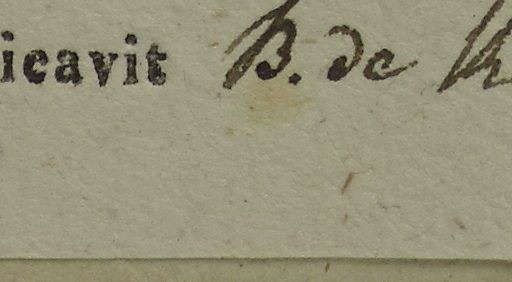 icavit B. de